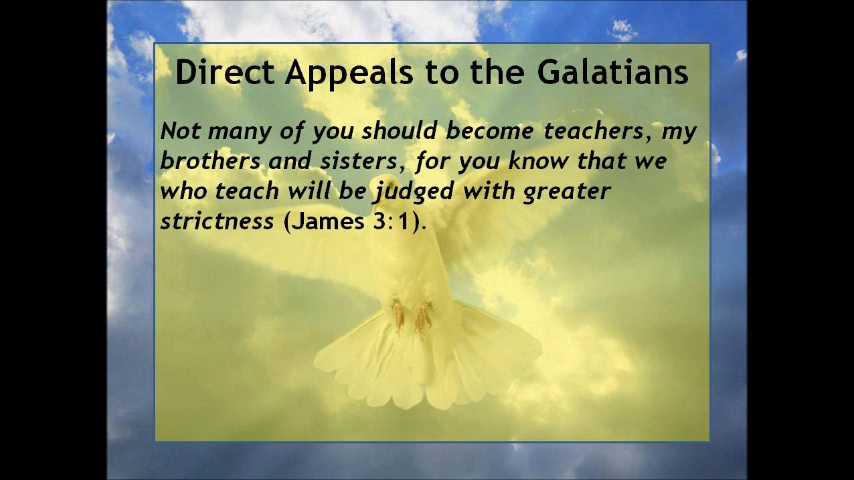 Direct Appeals to the Galatians
Not many of you should become teachers, my
brothers and sisters, for you know that we
who teach will be judged with greater
strictness (James 3:1).